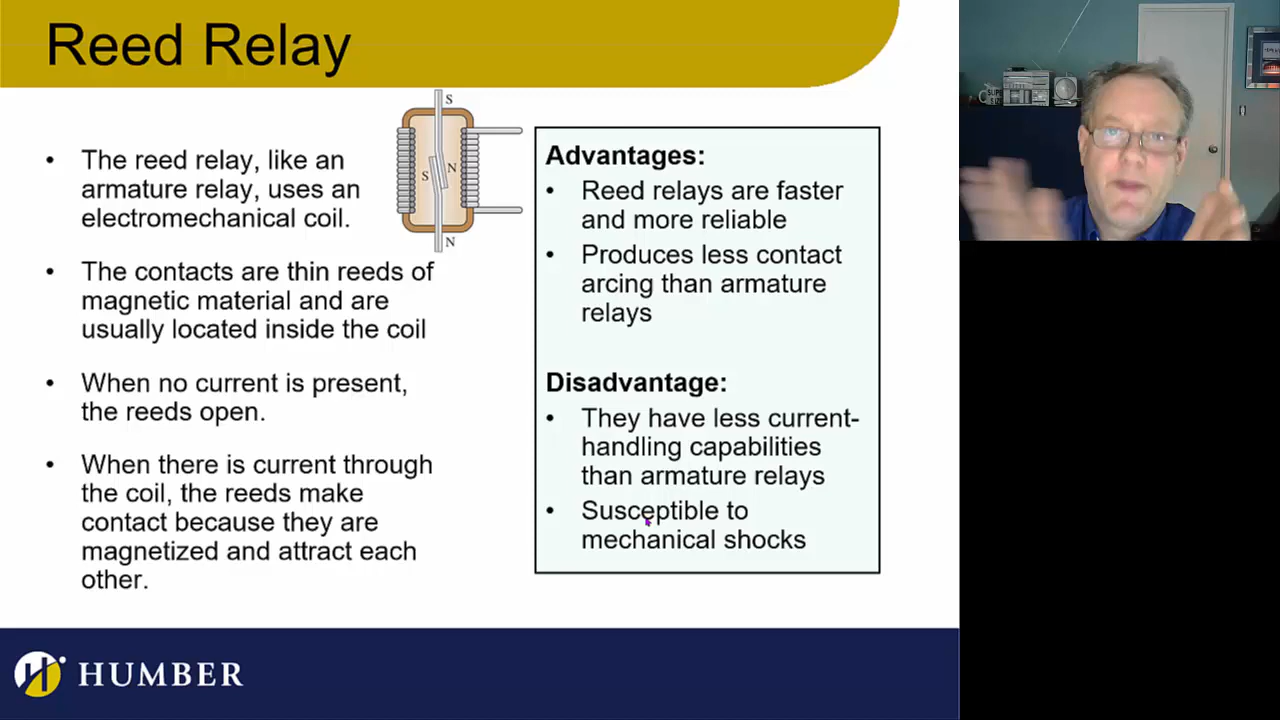 Reed Relay
• The reed relay, like an
armature relay, uses an
electromechanical coil.
• The contacts are thin reeds of
magnetic material and are
usually located inside the coil
• When no current is present,
the reeds open.
• When there is current through
the coil, the reeds make
contact because they are
magnetized and attract each
other.
S
N
S
N
Advantages:
• Reed relays are faster
and more reliable
• Produces less contact
arcing than armature
relays
Disadvantage:
• They have less current-
handling capabilities
than armature relays
• Susceptible to
mechanical shocks
HUMBER